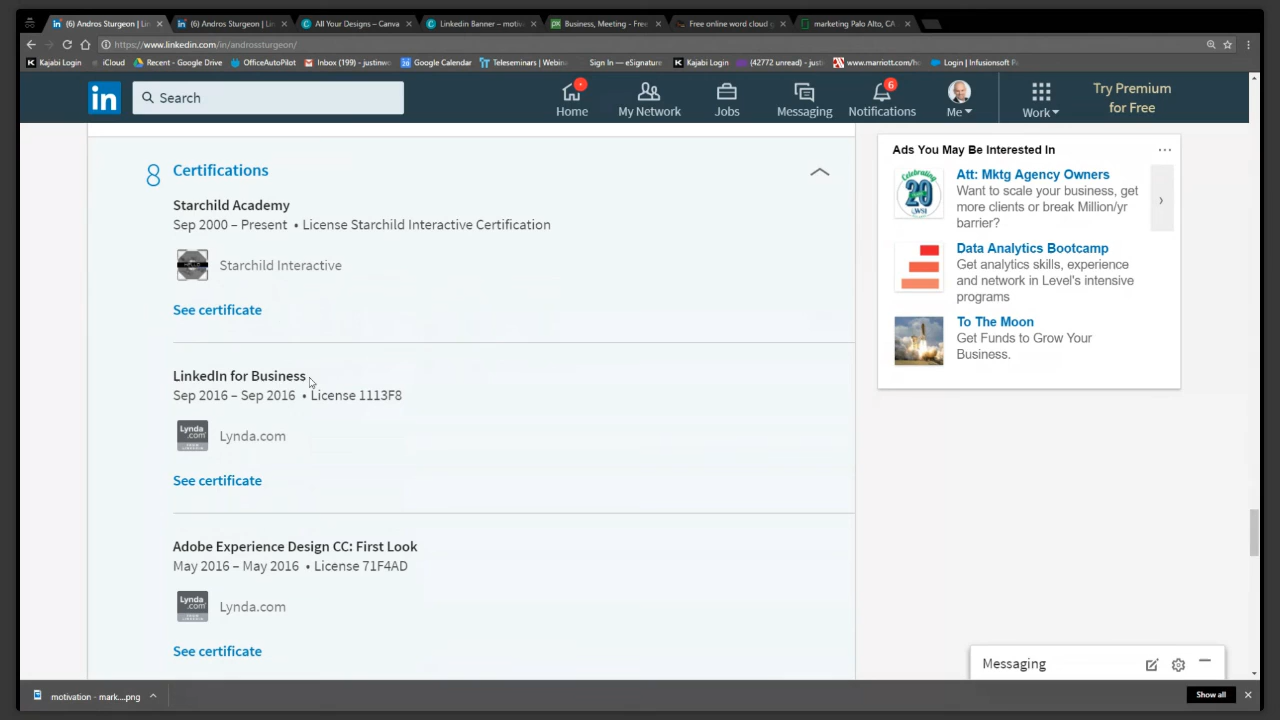 (6) Andros Sturgeon | Lin
(6) Andros Sturgeon | Lin
All Your Designs – Canva
Linkedin Banner – motiv
Business, Meeting - Free
Free online word cloud g
marketing Palo Alto, CA
https://www.linkedin.com/in/androssturgeon/
Kajabi Login
iCloud
Recent - Google Drive
OfficeAutoPilot
Inbox (199) - justinwo
Google Calendar
Teleseminars | Webina
Sign In — eSignature
Kajabi Login
(42772 unread) - justi
www.marriott.com/ho
Login | Infusionsoft Pa
in
Search
Home
My Network
Jobs
6
Messaging
Notifications
Me
Work
Try Premium
for Free
8
Certifications
Starchild Academy
Sep 2000 – Present • License Starchild Interactive Certification
Starchild Interactive
See certificate
LinkedIn for Business
Sep 2016 – Sep 2016 • License 1113F8
Lynda
.com
Lynda.com
See certificate
Adobe Experience Design CC: First Look
May 2016 – May 2016 • License 71F4AD
Lynda
.com
Lynda.com
See certificate
Ads You May Be Interested In
Celebrating
20
WSI
Att: Mktg Agency Owners
Want to scale your business, get
more clients or break Million/yr
barrier?
Data Analytics Bootcamp
Get analytics skills, experience
and network in Level's intensive
programs
To The Moon
Get Funds to Grow Your
Business.
Messaging
motivation - mark....png
Show all